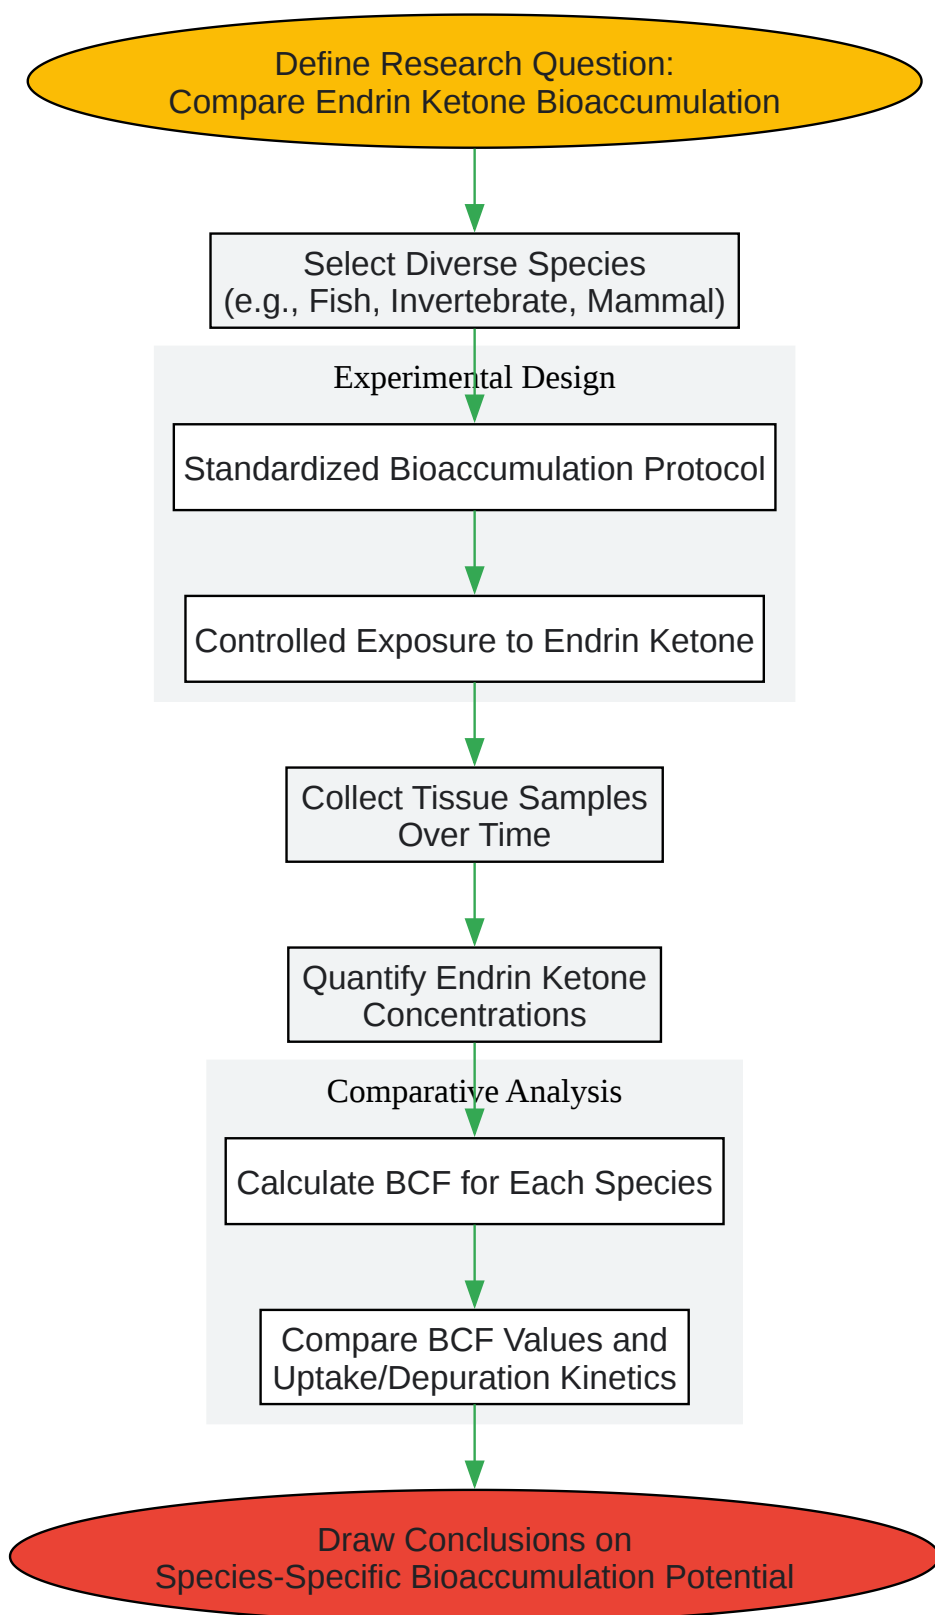 Define Research Question:
Compare Endrin Ketone Bioaccumulation
Select Diverse Species
(e.g., Fish, Invertebrate, Mammal)
Experimental Design
Standardized Bioaccumulation Protocol
Controlled Exposure to Endrin Ketone
Collect Tissue Samples
Over Time
Quantify Endrin Ketone
Concentrations
Comparative Analysis
Calculate BCF for Each Species
Compare BCF Values and
Uptake/Depuration Kinetics
Draw Conclusions on
Species-Specific Bioaccumulation Potential